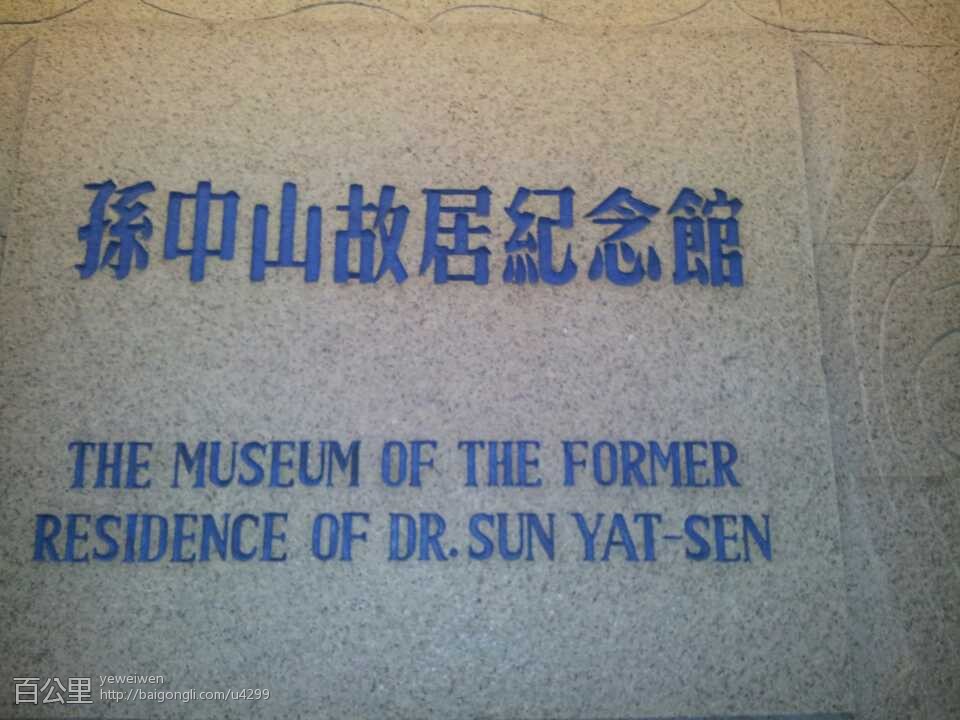 孫中山故居紀念館
THE MUSEUM OF THE FORMER
RESIDENCE OF DR. SUN YAT-SEN
百公里
yeweiwen
http://baigongli.com/u4299